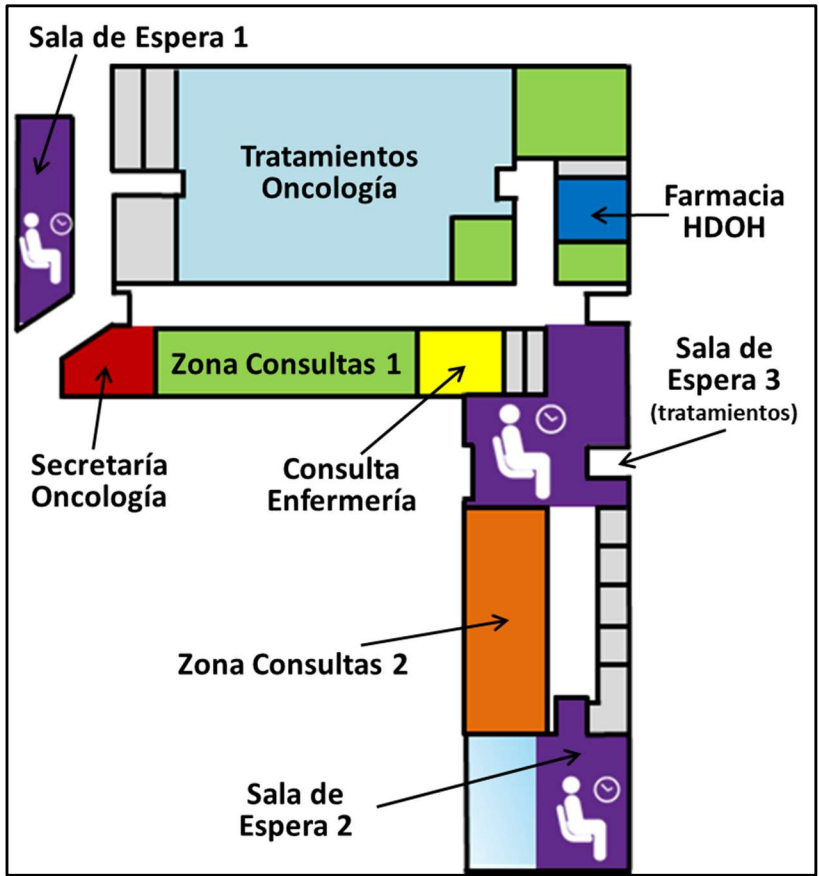 Sala de Espera 1
Tratamientos
Oncología
Farmacia
HDOH
Zona Consultas 1
Sala de
Espera 3
(tratamientos)
Secretaría
Oncología
Consulta
Enfermería
Zona Consultas 2
Sala de
Espera 2